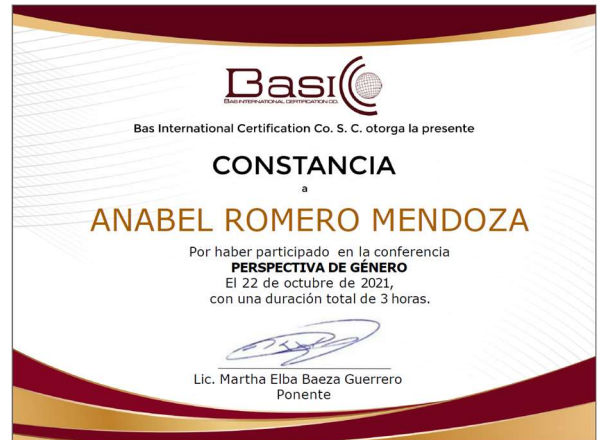 BASIC
BAS INTERNATIONAL CERTIFICATION CO.
Bas International Certification Co. S. C. otorga la presente
CONSTANCIA
a
ANABEL ROMERO MENDOZA
Por haber participado en la conferencia
PERSPECTIVA DE GÉNERO
El 22 de octubre de 2021,
con una duración total de 3 horas.
Lic. Martha Elba Baeza Guerrero
Ponente